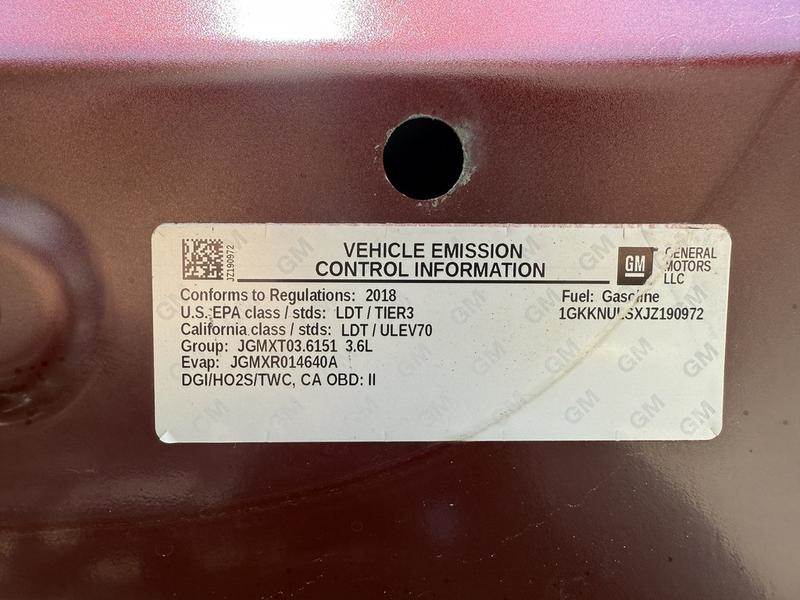 JZ190972
VEHICLE EMISSION
CONTROL INFORMATION
GM
GENERAL
MOTORS
LLC
Conforms to Regulations: 2018
U.S. EPA class / stds: LDT / TIER3
California class / stds: LDT / ULEV70
Group: JGMXT03.6151 3.6L
Evap: JGMXR014640A
DGI/HO2S/TWC, CA OBD: II
Fuel: Gasoline